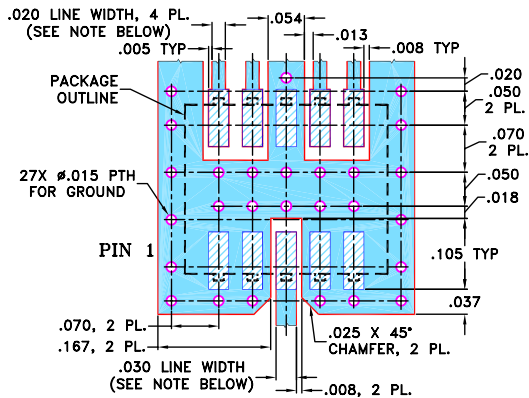 .020 LINE WIDTH, 4 PL.
(SEE NOTE BELOW)
.054
.005 TYP
.013
.008 TYP
PACKAGE
OUTLINE
.020
.050
2 PL.
.070
2 PL.
27X ø.015 PTH
FOR GROUND
.050
.018
PIN 1
.105 TYP
.037
.070, 2 PL.
.167, 2 PL.
.025 X 45°
CHAMFER, 2 PL.
.030 LINE WIDTH
(SEE NOTE BELOW)
.008, 2 PL.